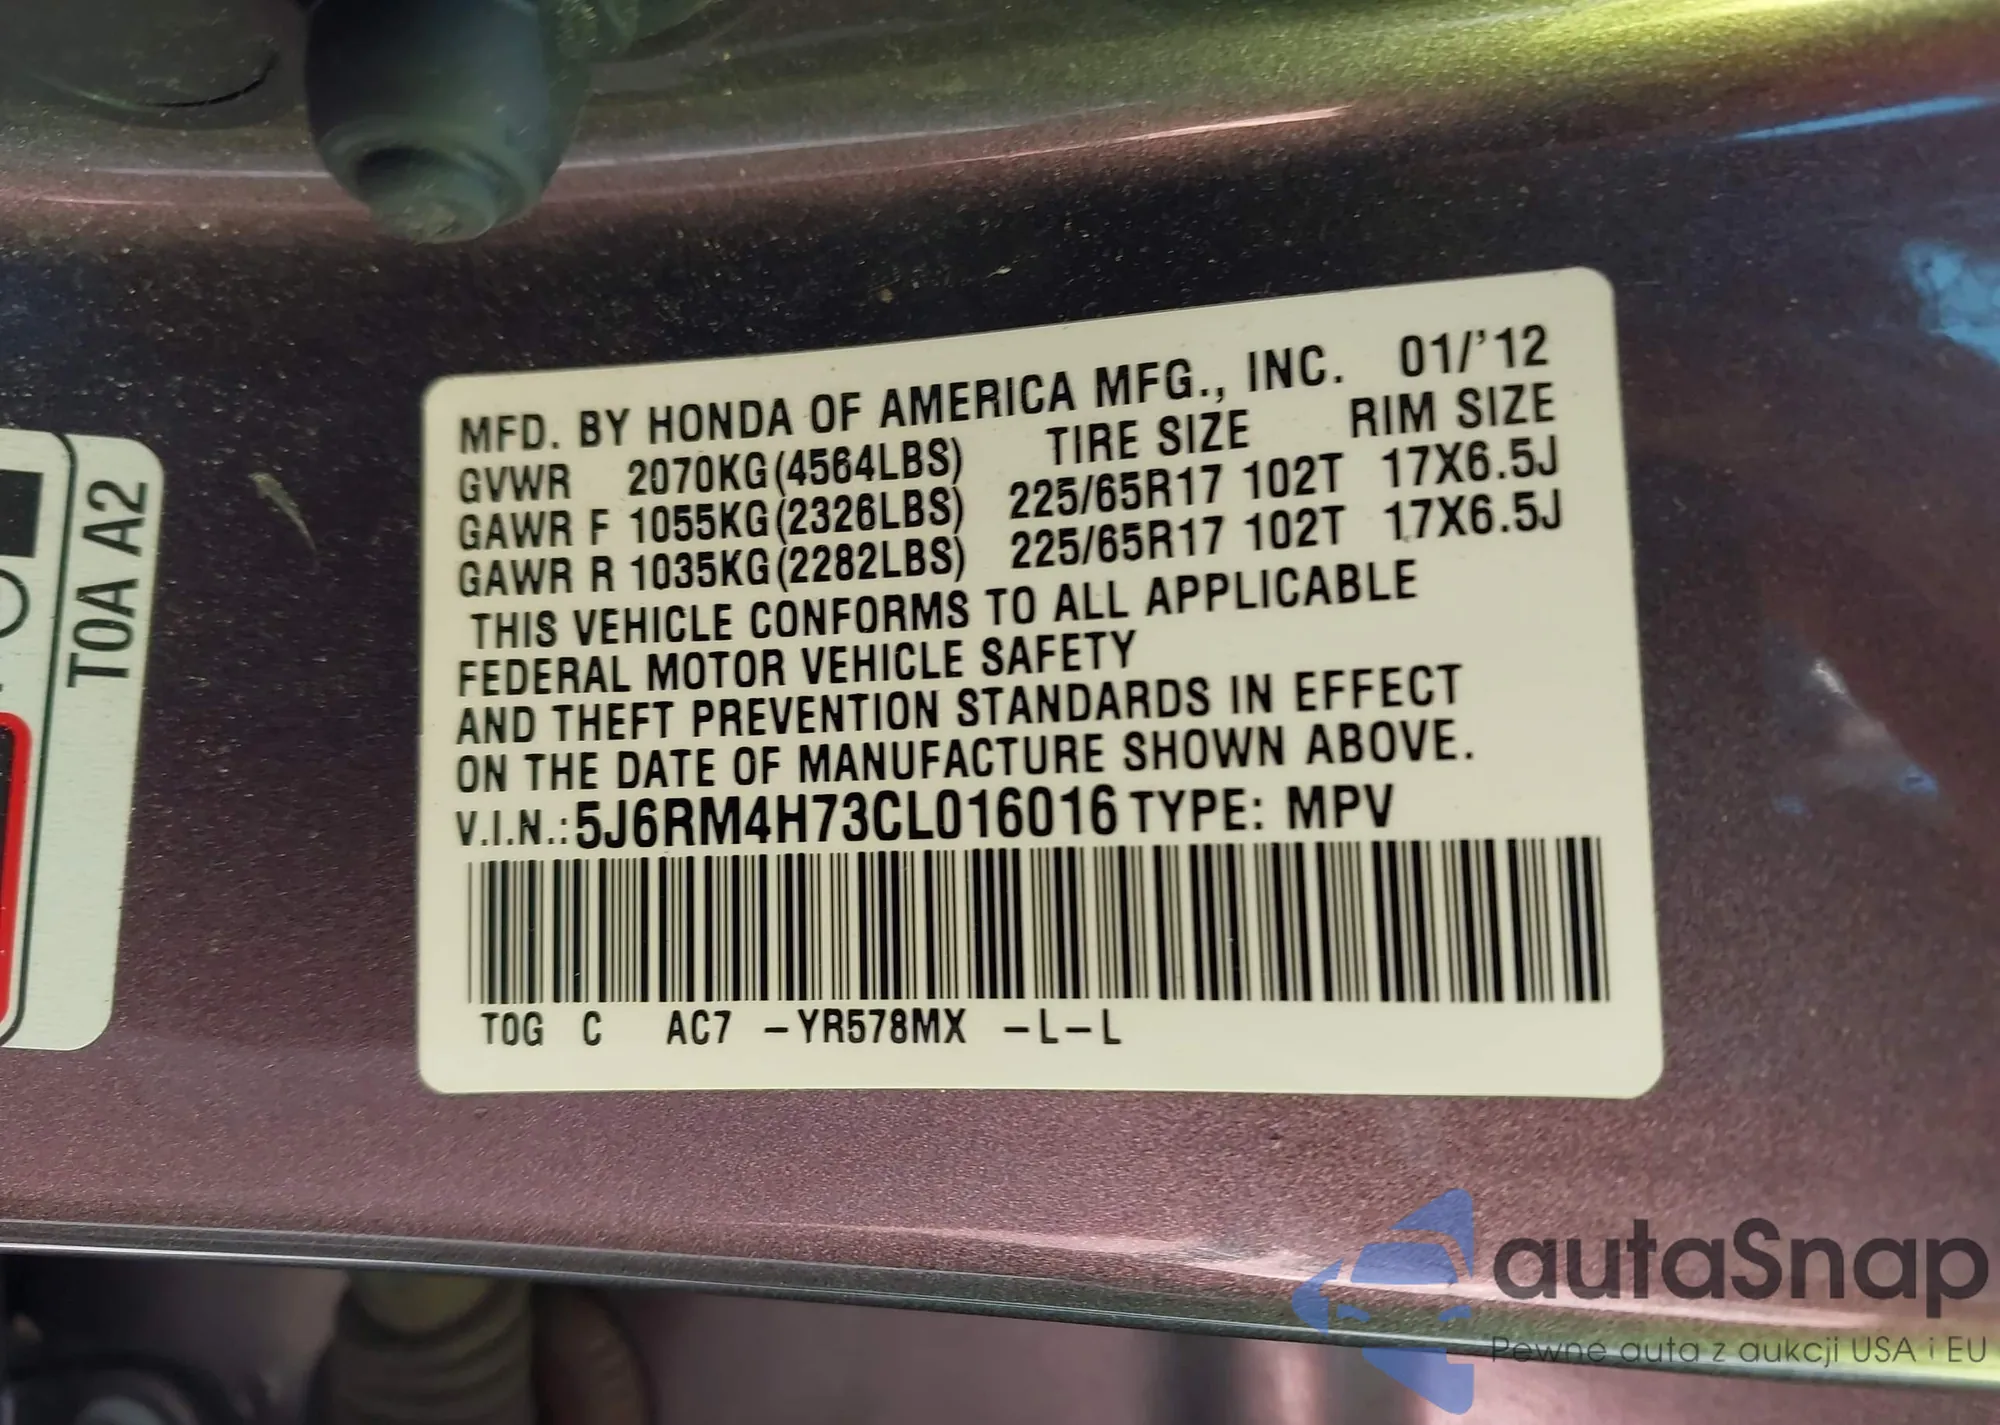 MFD. BY HONDA OF AMERICA MFG., INC. 01/'12
GVWR 2070KG(4564LBS) TIRE SIZE RIM SIZE
GAWR F 1055KG(2326LBS) 225/65R17 102T 17X6.5J
GAWR R 1035KG(2282LBS) 225/65R17 102T 17X6.5J
THIS VEHICLE CONFORMS TO ALL APPLICABLE
FEDERAL MOTOR VEHICLE SAFETY
AND THEFT PREVENTION STANDARDS IN EFFECT
ON THE DATE OF MANUFACTURE SHOWN ABOVE.
V.I.N.:5J6RM4H73CL016016 TYPE: MPV
T0G C AC7 -YR578MX -L-L
T0A A2
autaSnap
Pewne auta z aukcji USA i EU